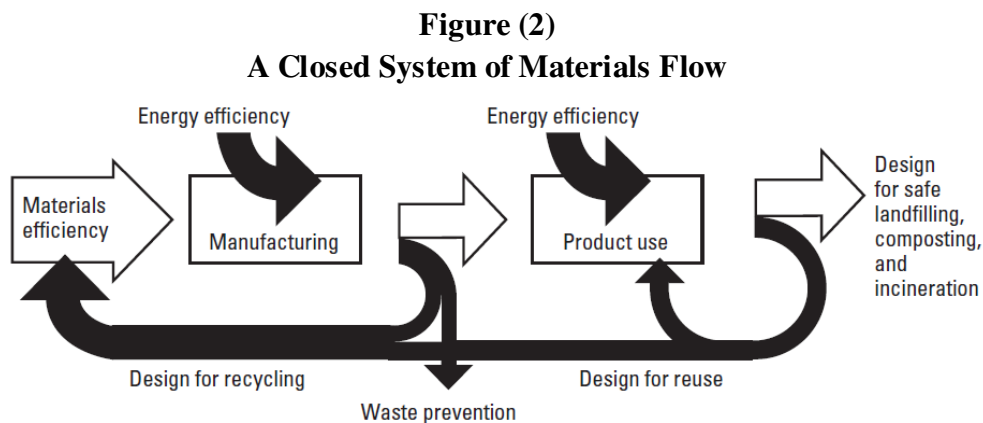 Figure (2)
A Closed System of Materials Flow
Energy efficiency
Energy efficiency
Materials
efficiency
Manufacturing
Product use
Design
for safe
landfilling,
composting,
and
incineration
Design for recycling
Design for reuse
Waste prevention